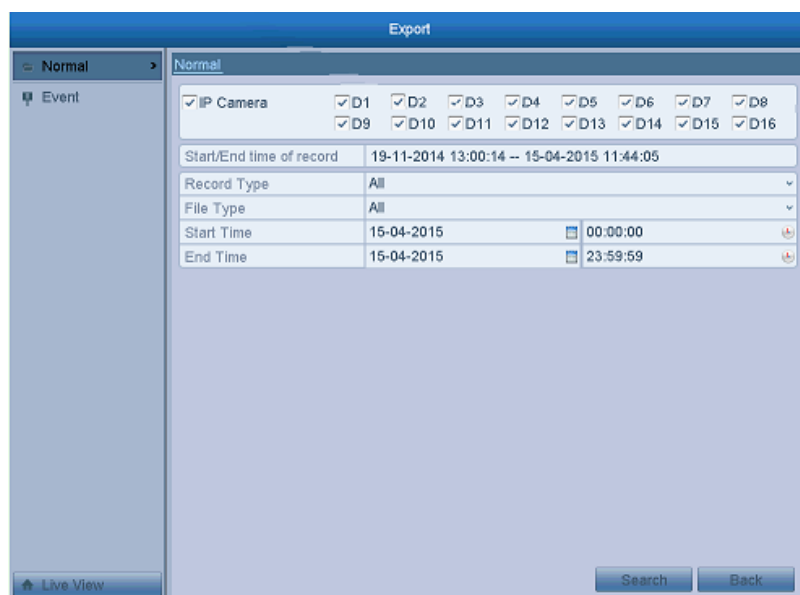 Export
Normal
Event
Normal
IP Camera D1 D2 D3 D4 D5 D6 D7 D8
D9 D10 D11 D12 D13 D14 D15 D16
Start/End time of record 19-11-2014 13:00:14 -- 15-04-2015 11:44:05
Record Type All
File Type All
Start Time 15-04-2015 00:00:00
End Time 15-04-2015 23:59:59
Live View Search Back